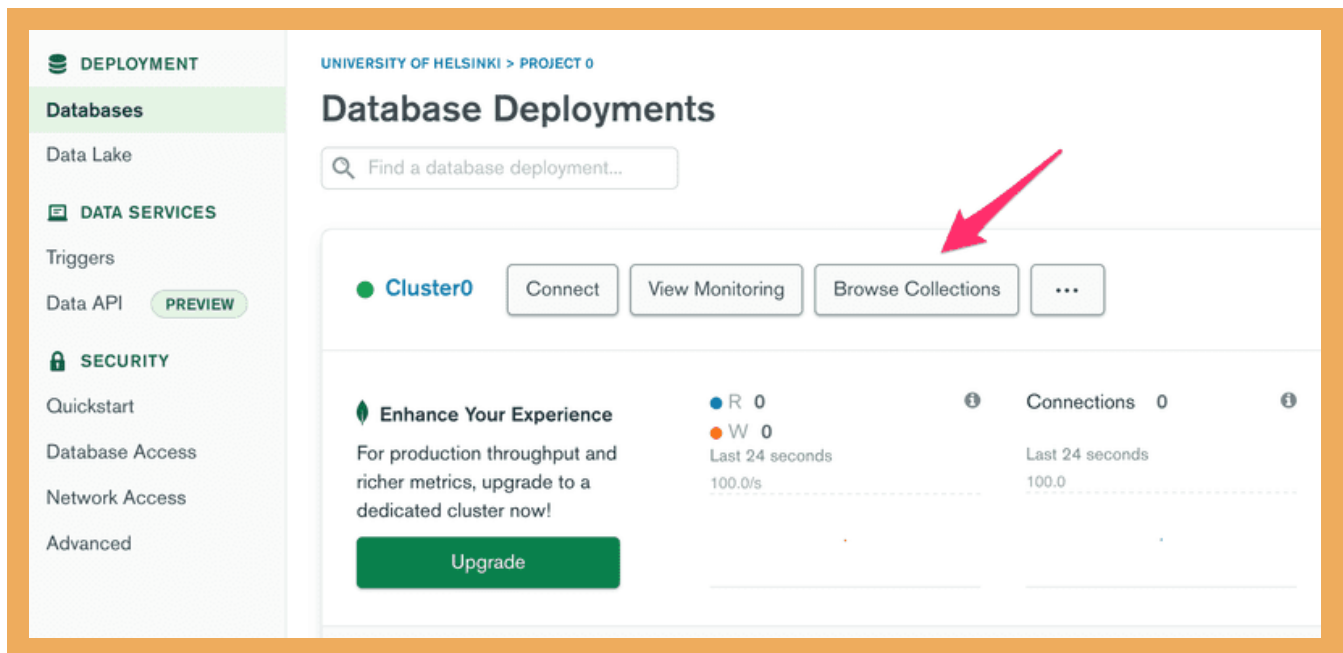 DEPLOYMENT
Databases
Data Lake
DATA SERVICES
Triggers
Data API PREVIEW
SECURITY
Quickstart
Database Access
Network Access
Advanced
UNIVERSITY OF HELSINKI > PROJECT 0
Database Deployments
Find a database deployment...
Cluster0 Connect View Monitoring Browse Collections ...
Enhance Your Experience
For production throughput and
richer metrics, upgrade to a
dedicated cluster now!
Upgrade
R 0
W 0
Last 24 seconds
100.0/s
Connections 0
Last 24 seconds
100.0